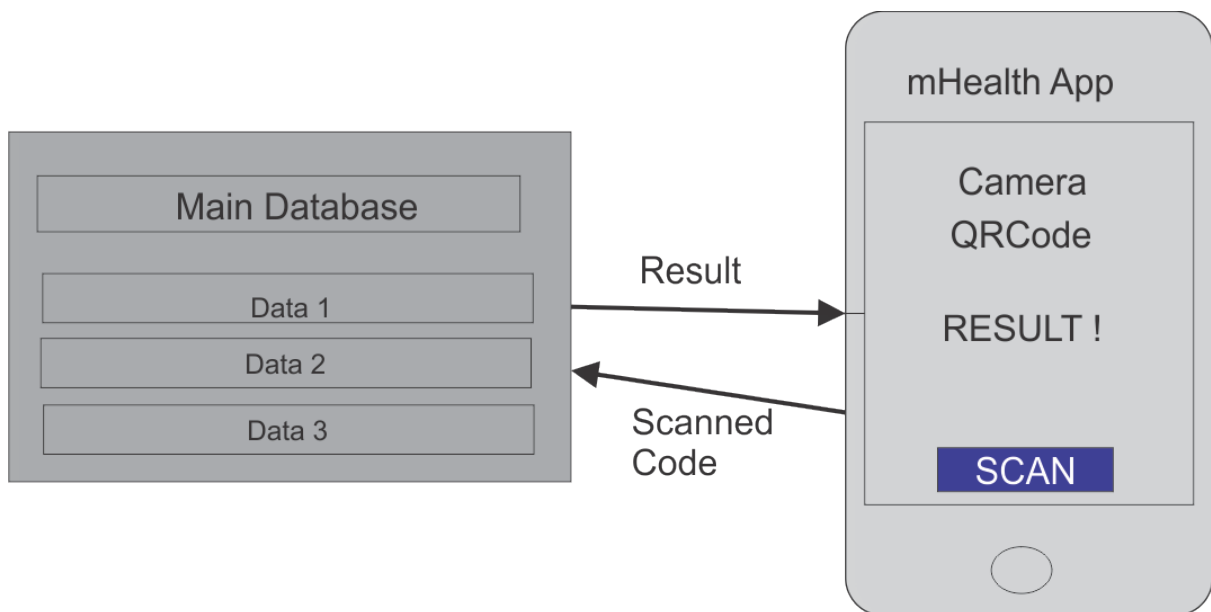 Main Database
Data 1
Data 2
Data 3
Result
Scanned
Code
mHealth App
Camera
QRCode
RESULT !
SCAN